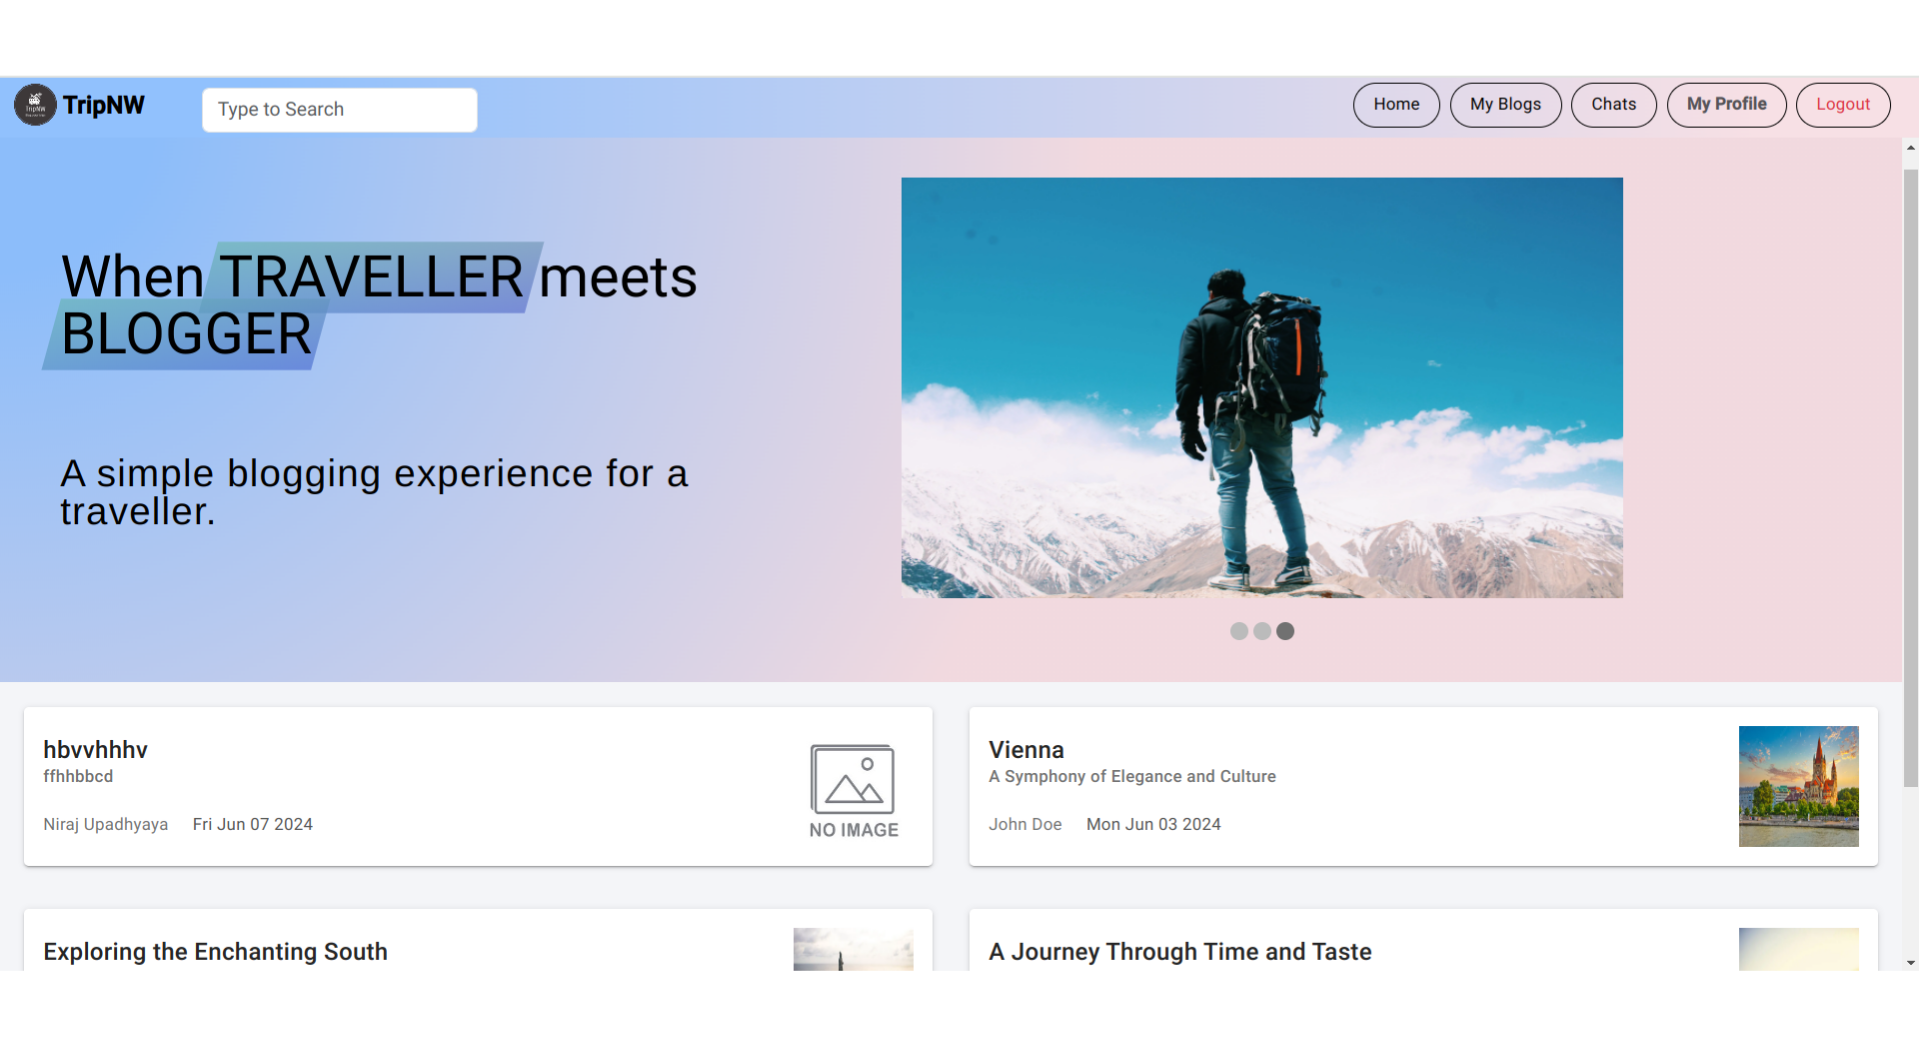 TripNW
TripNW
Type to Search
Home
My Blogs
Chats
My Profile
Logout
When TRAVELLER meets
BLOGGER
A simple blogging experience for a
traveller.
hbvvhhhv
ffhhbbcd
Niraj Upadhyaya Fri Jun 07 2024
NO IMAGE
Vienna
A Symphony of Elegance and Culture
John Doe Mon Jun 03 2024
Exploring the Enchanting South
A Journey Through Time and Taste